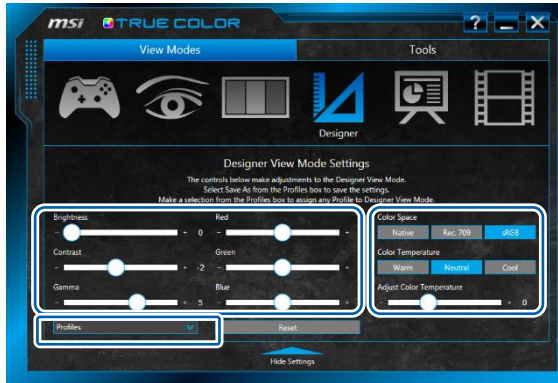 msi TRUE COLOR ? _ X
View Modes Tools
Designer
Designer View Mode Settings
The controls below make adjustments to the Designer View Mode.
Select Save As from the Profiles box to save the settings.
Make a selection from the Profiles box to assign any Profile to Designer View Mode.
Brightness Red Color Space
- + 0 - + Native Rec. 709 sRGB
Contrast Green Color Temperature
- + -2 - + Warm Neutral Cool
Gamma Blue Adjust Color Temperature
- + 5 - + - + 0
Profiles Reset
Hide Settings